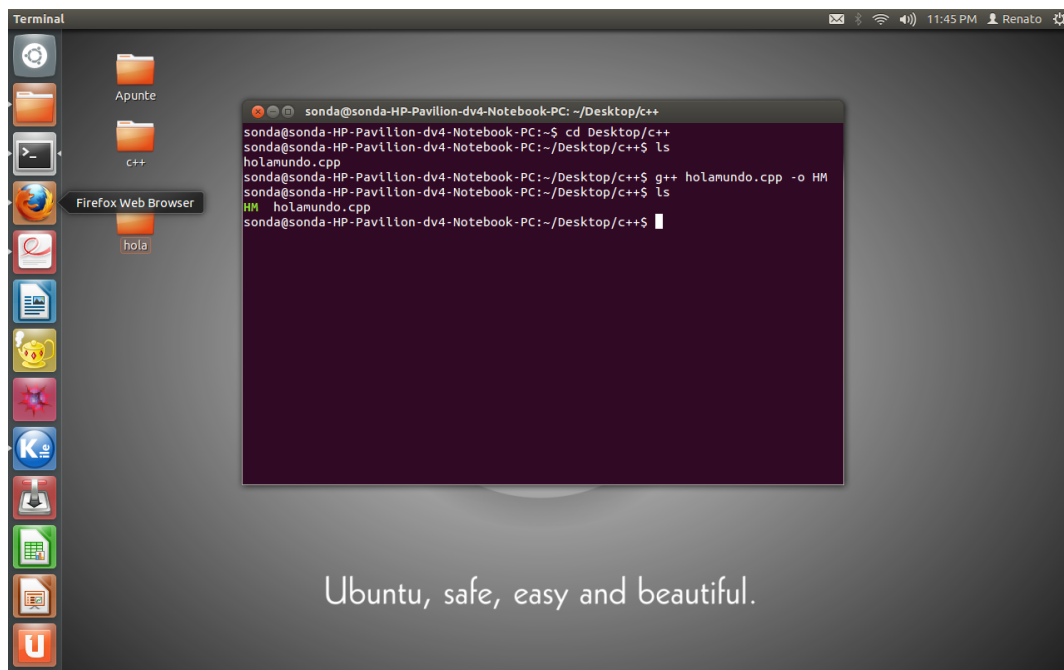 Terminal
11:45 PM Renato
Apunte
c++
Firefox Web Browser
hola
sonda@sonda-HP-Pavilion-dv4-Notebook-PC: ~/Desktop/c++
sonda@sonda-HP-Pavilion-dv4-Notebook-PC:~$ cd Desktop/c++
sonda@sonda-HP-Pavilion-dv4-Notebook-PC:~/Desktop/c++$ ls
holamundo.cpp
sonda@sonda-HP-Pavilion-dv4-Notebook-PC:~/Desktop/c++$ g++ holamundo.cpp -o HM
sonda@sonda-HP-Pavilion-dv4-Notebook-PC:~/Desktop/c++$ ls
HM  holamundo.cpp
sonda@sonda-HP-Pavilion-dv4-Notebook-PC:~/Desktop/c++$
Ubuntu, safe, easy and beautiful.